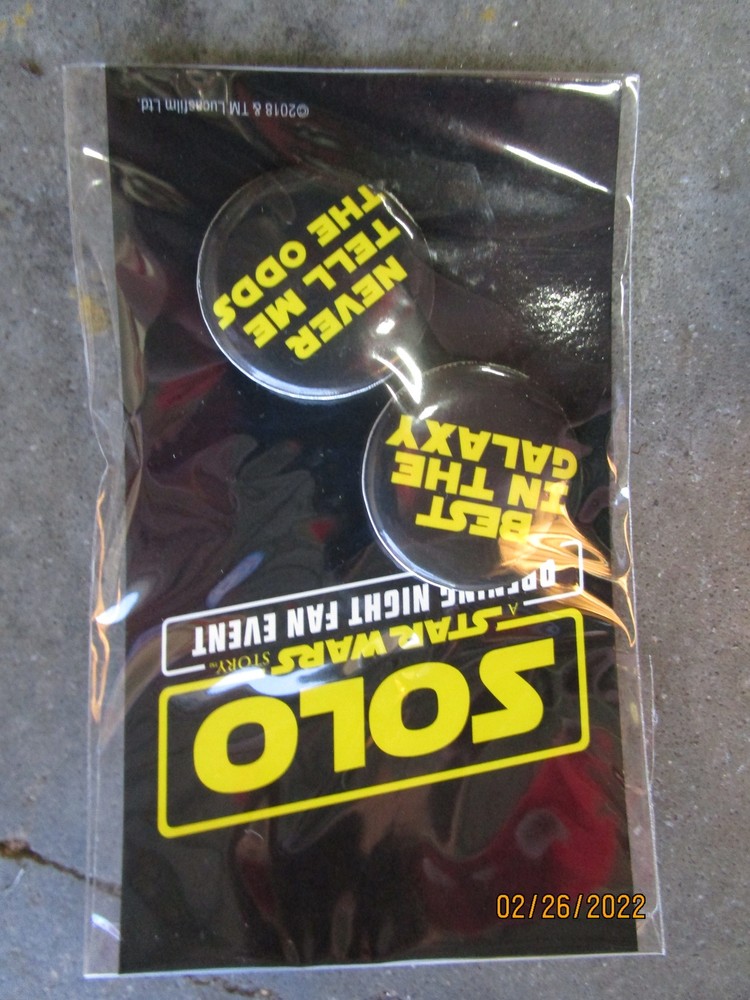 SOLO
A STAR WARS STORY™
OPENING NIGHT FAN EVENT
BEST
IN THE
GALAXY
NEVER
TELL ME
THE ODDS
©2018 & TM Lucasfilm Ltd.
02/26/2022